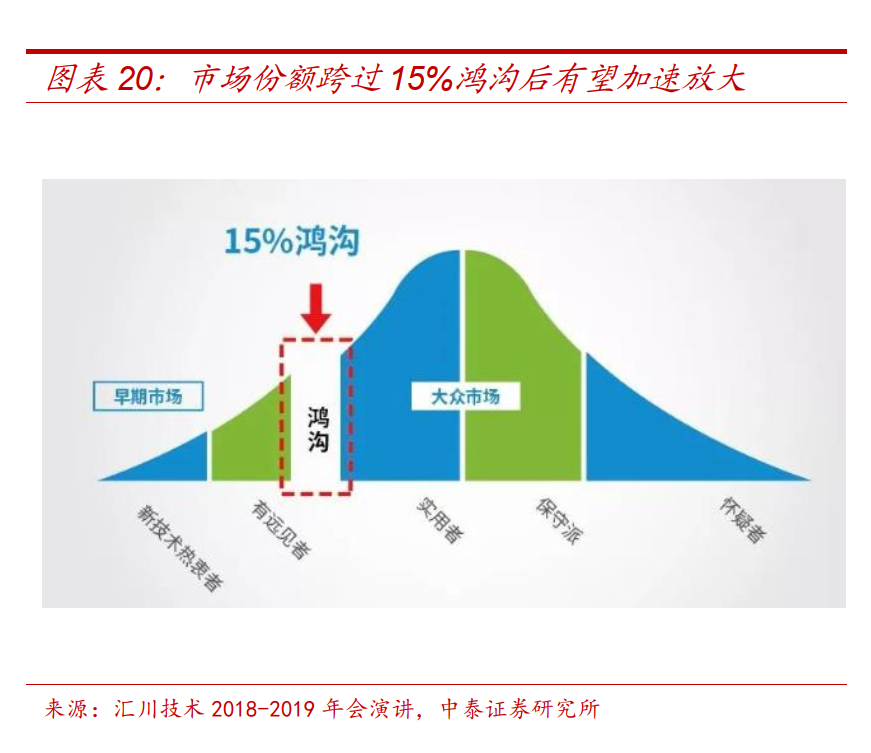 图表 20： 市场份额跨过 15%鸿沟后有望加速放大
15%鸿沟
早期市场
大众市场
鸿
沟
新技术热衷者
有远见者
实用者
保守派
怀疑者
来源：汇川技术 2018-2019 年会演讲，中泰证券研究所